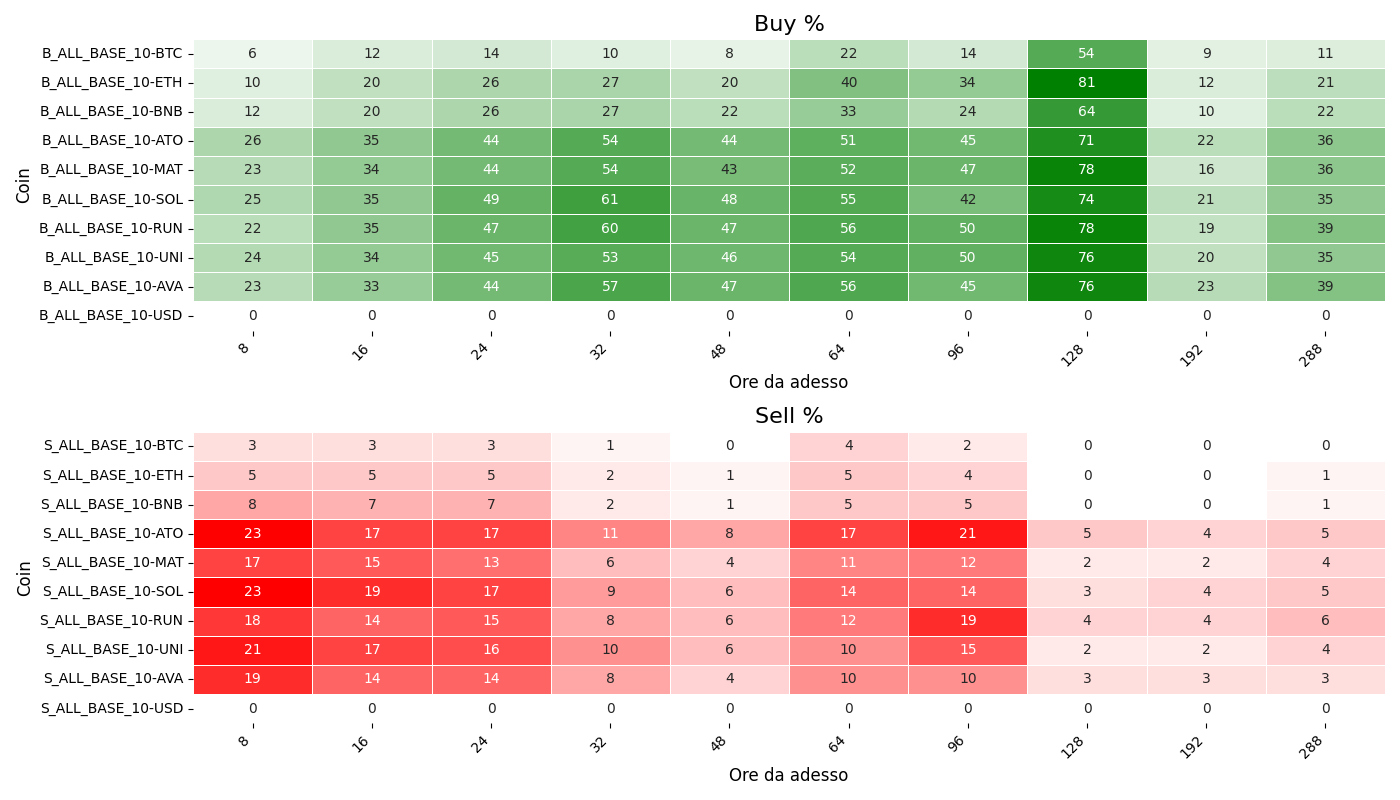 Buy %
Coin
B_ALL_BASE_10-BTC 6 12 14 10 8 22 14 54 9 11
B_ALL_BASE_10-ETH 10 20 26 27 20 40 34 81 12 21
B_ALL_BASE_10-BNB 12 20 26 27 22 33 24 64 10 22
B_ALL_BASE_10-ATO 26 35 44 54 44 51 45 71 22 36
B_ALL_BASE_10-MAT 23 34 44 54 43 52 47 78 16 36
B_ALL_BASE_10-SOL 25 35 49 61 48 55 42 74 21 35
B_ALL_BASE_10-RUN 22 35 47 60 47 56 50 78 19 39
B_ALL_BASE_10-UNI 24 34 45 53 46 54 50 76 20 35
B_ALL_BASE_10-AVA 23 33 44 57 47 56 45 76 23 39
B_ALL_BASE_10-USD 0 0 0 0 0 0 0 0 0 0
8 16 24 32 48 64 96 128 192 288
Ore da adesso
Sell %
Coin
S_ALL_BASE_10-BTC 3 3 3 1 0 4 2 0 0 0
S_ALL_BASE_10-ETH 5 5 5 2 1 5 4 0 0 1
S_ALL_BASE_10-BNB 8 7 7 2 1 5 5 0 0 1
S_ALL_BASE_10-ATO 23 17 17 11 8 17 21 5 4 5
S_ALL_BASE_10-MAT 17 15 13 6 4 11 12 2 2 4
S_ALL_BASE_10-SOL 23 19 17 9 6 14 14 3 4 5
S_ALL_BASE_10-RUN 18 14 15 8 6 12 19 4 4 6
S_ALL_BASE_10-UNI 21 17 16 10 6 10 15 2 2 4
S_ALL_BASE_10-AVA 19 14 14 8 4 10 10 3 3 3
S_ALL_BASE_10-USD 0 0 0 0 0 0 0 0 0 0
8 16 24 32 48 64 96 128 192 288
Ore da adesso